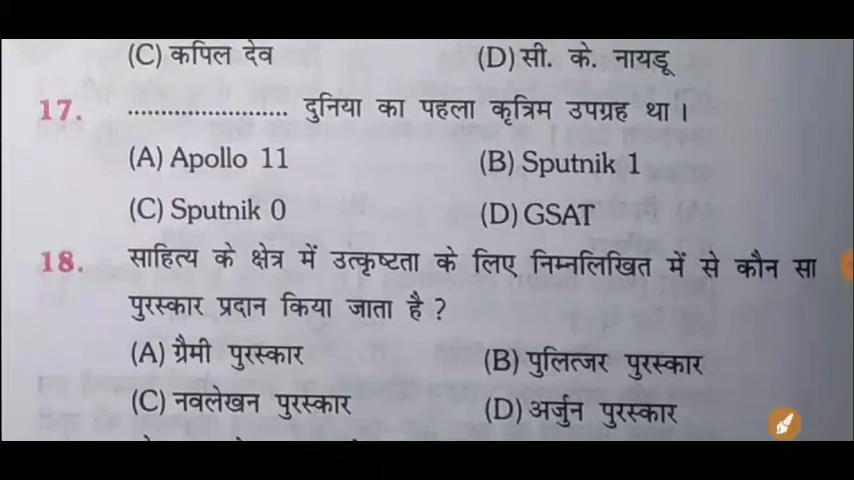 (C) कपिल देव (D) सी. के. नायडू
17. ........................ दुनिया का पहला कृत्रिम उपग्रह था ।
(A) Apollo 11 (B) Sputnik 1
(C) Sputnik 0 (D) GSAT
18. साहित्य के क्षेत्र में उत्कृष्टता के लिए निम्नलिखित में से कौन सा
पुरस्कार प्रदान किया जाता है ?
(A) ग्रैमी पुरस्कार (B) पुलित्जर पुरस्कार
(C) नवलेखन पुरस्कार (D) अर्जुन पुरस्कार